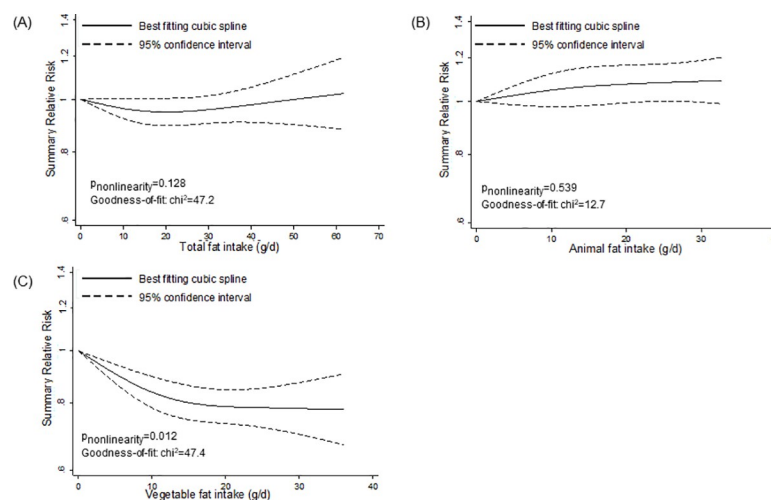 (A)
Best fitting cubic spline
95% confidence interval
Summary Relative Risk
1.4
1.2
1
.8
.6
Pnonlinearity=0.128
Goodness-of-fit: chi²=47.2
0 10 20 30 40 50 60 70
Total fat intake (g/d)
(B)
Best fitting cubic spline
95% confidence interval
Summary Relative Risk
1.4
1.2
1
.8
.6
Pnonlinearity=0.539
Goodness-of-fit: chi²=12.7
0 10 20 30
Animal fat intake (g/d)
(C)
Best fitting cubic spline
95% confidence interval
Summary Relative Risk
1.4
1.2
1
.8
.6
Pnonlinearity=0.012
Goodness-of-fit: chi²=47.4
0 10 20 30 40
Vegetable fat intake (g/d)